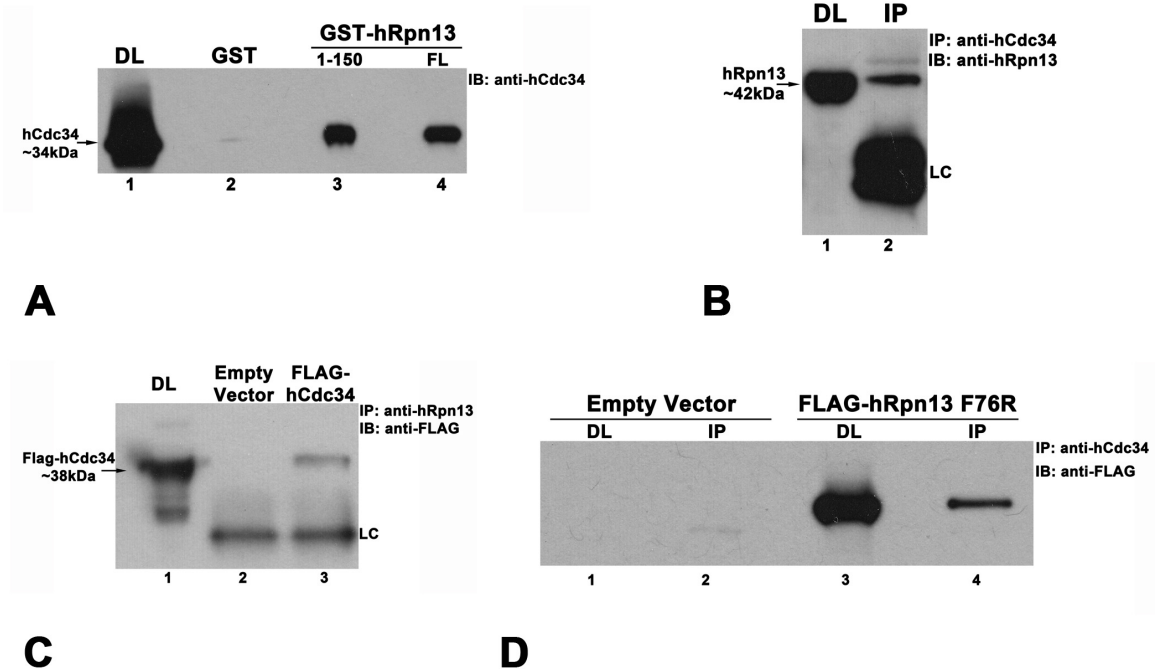 GST-hRpn13
DL GST 1-150 FL
IB: anti-hCdc34
hCdc34
~34kDa
1 2 3 4
A
DL IP
IP: anti-hCdc34
IB: anti-hRpn13
hRpn13
~42kDa
LC
1 2
B
DL Empty Vector FLAG-hCdc34
IP: anti-hRpn13
IB: anti-FLAG
Flag-hCdc34
~38kDa
LC
1 2 3
C
Empty Vector FLAG-hRpn13 F76R
DL IP DL IP
IP: anti-hCdc34
IB: anti-FLAG
1 2 3 4
D